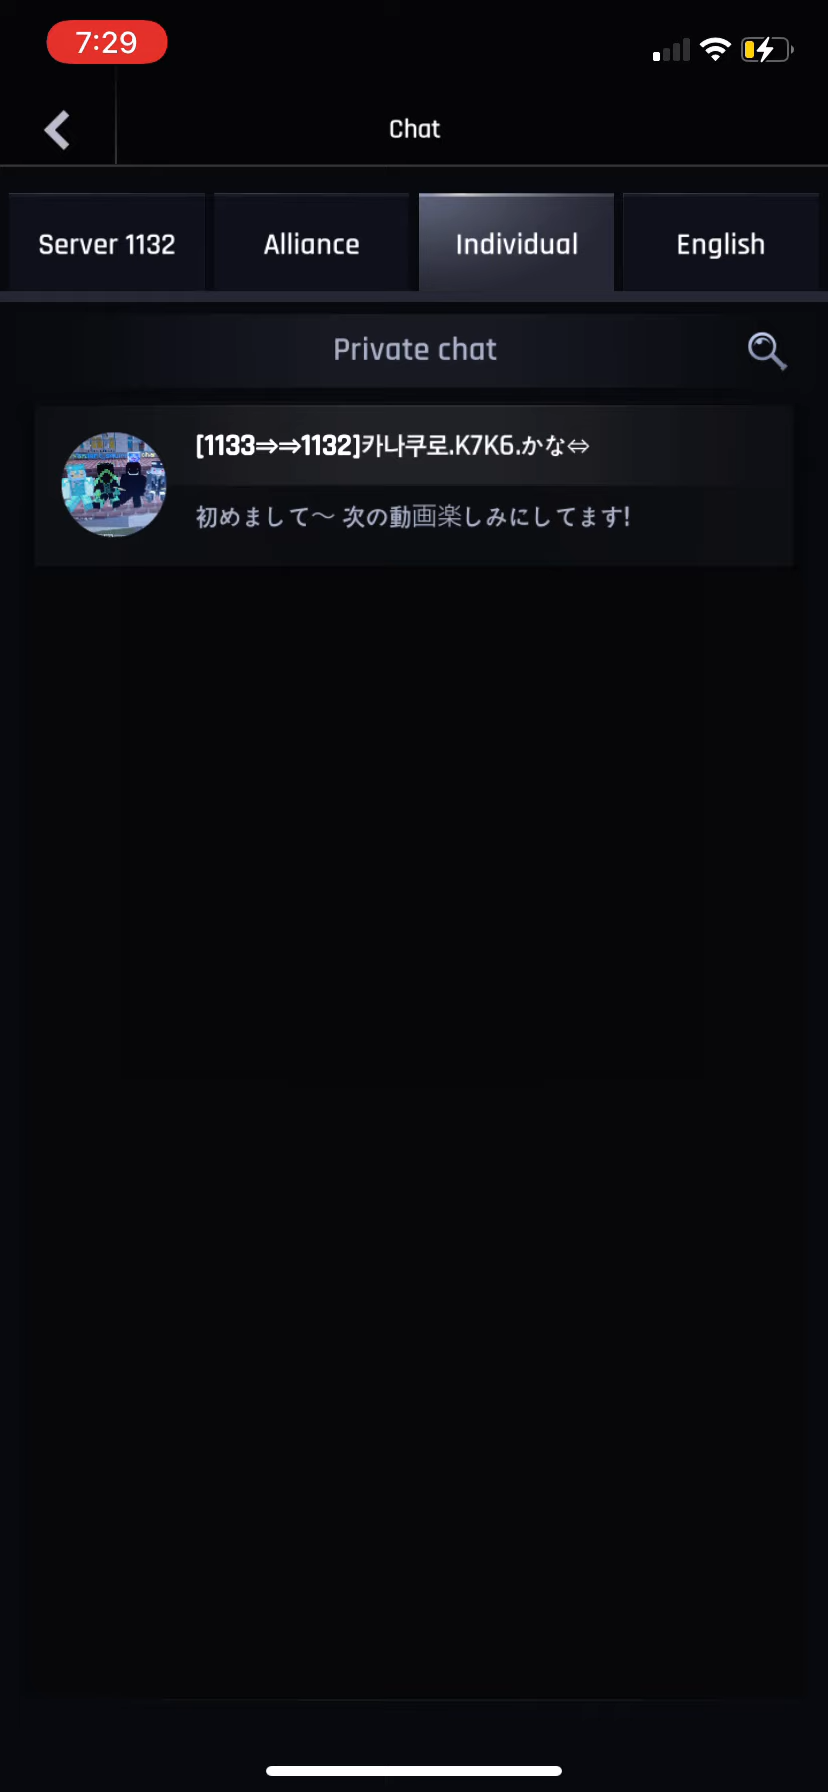 7:29
Chat
Server 1132
Alliance
Individual
English
Private chat
[1133⇒⇒1132]카나쿠로.K7K6.かな⇔
初めまして〜 次の動画楽しみにしてます!